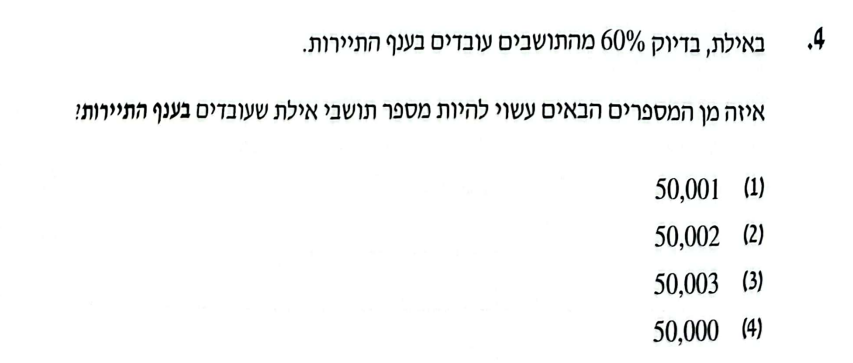 4. באילת, בדיוק 60% מהתושבים עובדים בענף התיירות.
איזה מן המספרים הבאים עשוי להיות מספר תושבי אילת שעובדים בענף התיירות?
(1) 50,001
(2) 50,002
(3) 50,003
(4) 50,000